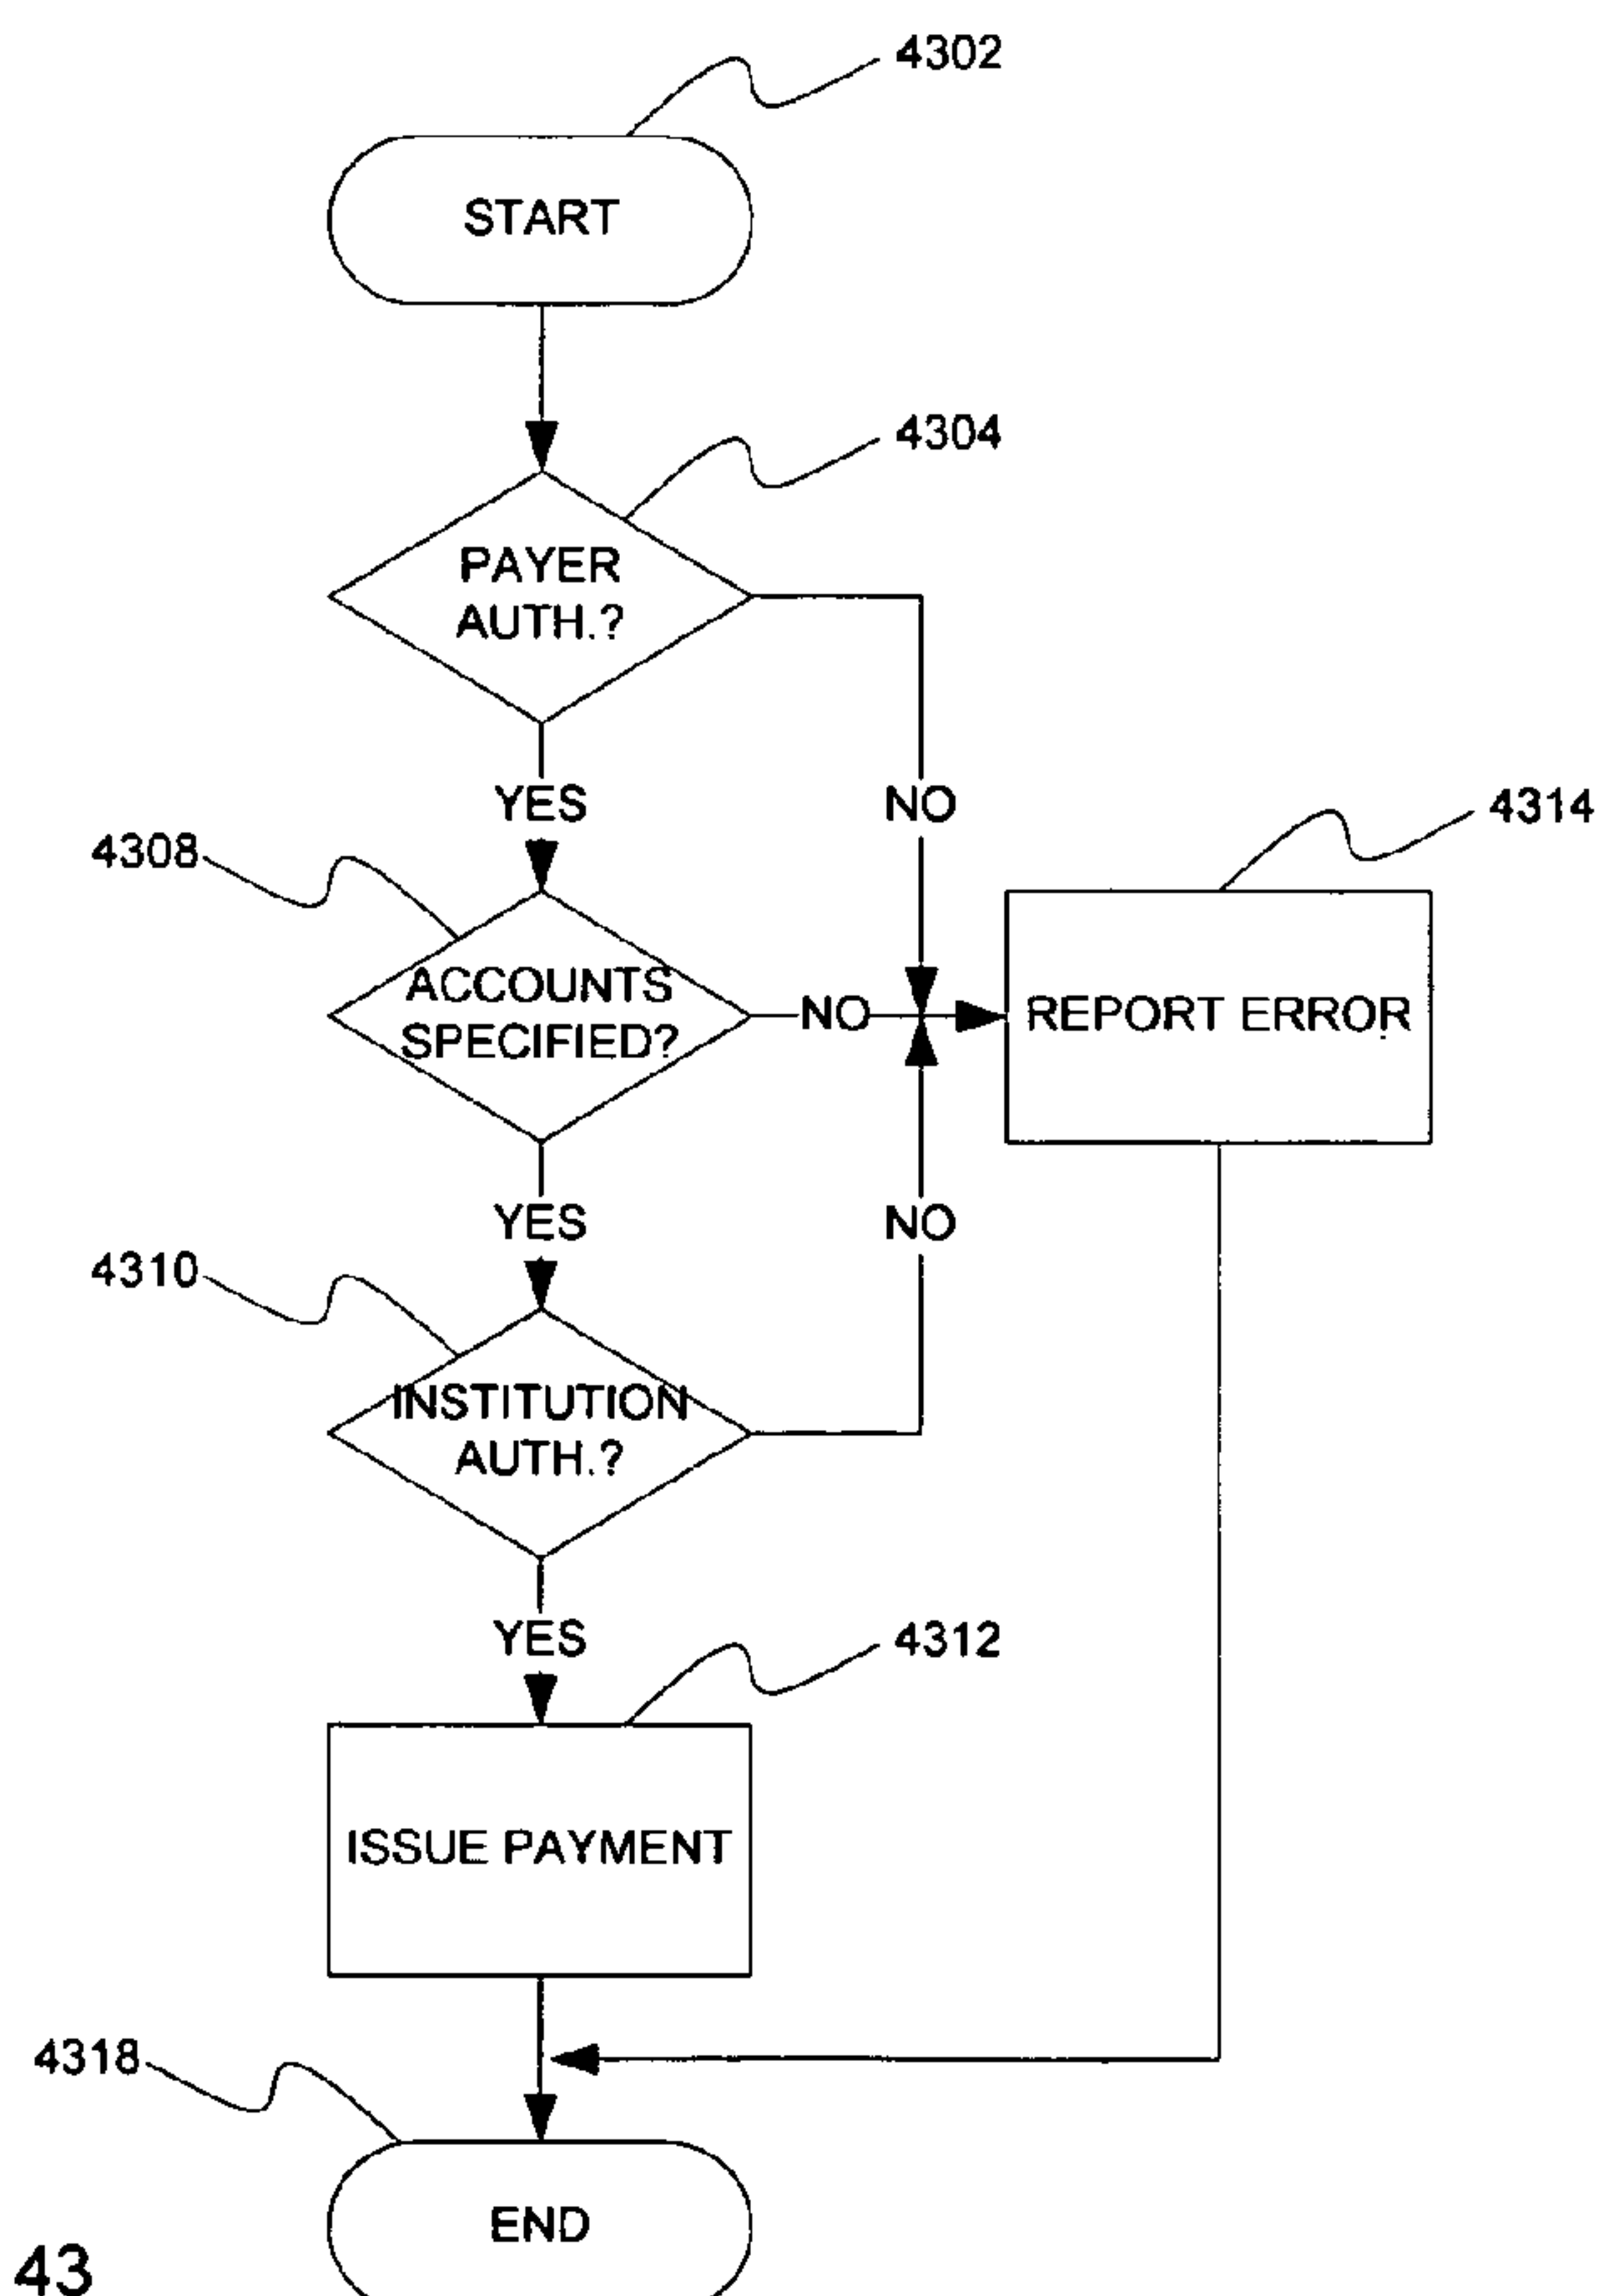 4302
START
4304
PAYER
AUTH.?
YES
NO
4314
4308
ACCOUNTS
SPECIFIED?
NO
REPORT ERROR
YES
NO
4310
INSTITUTION
AUTH.?
YES
4312
ISSUE PAYMENT
4318
END
43